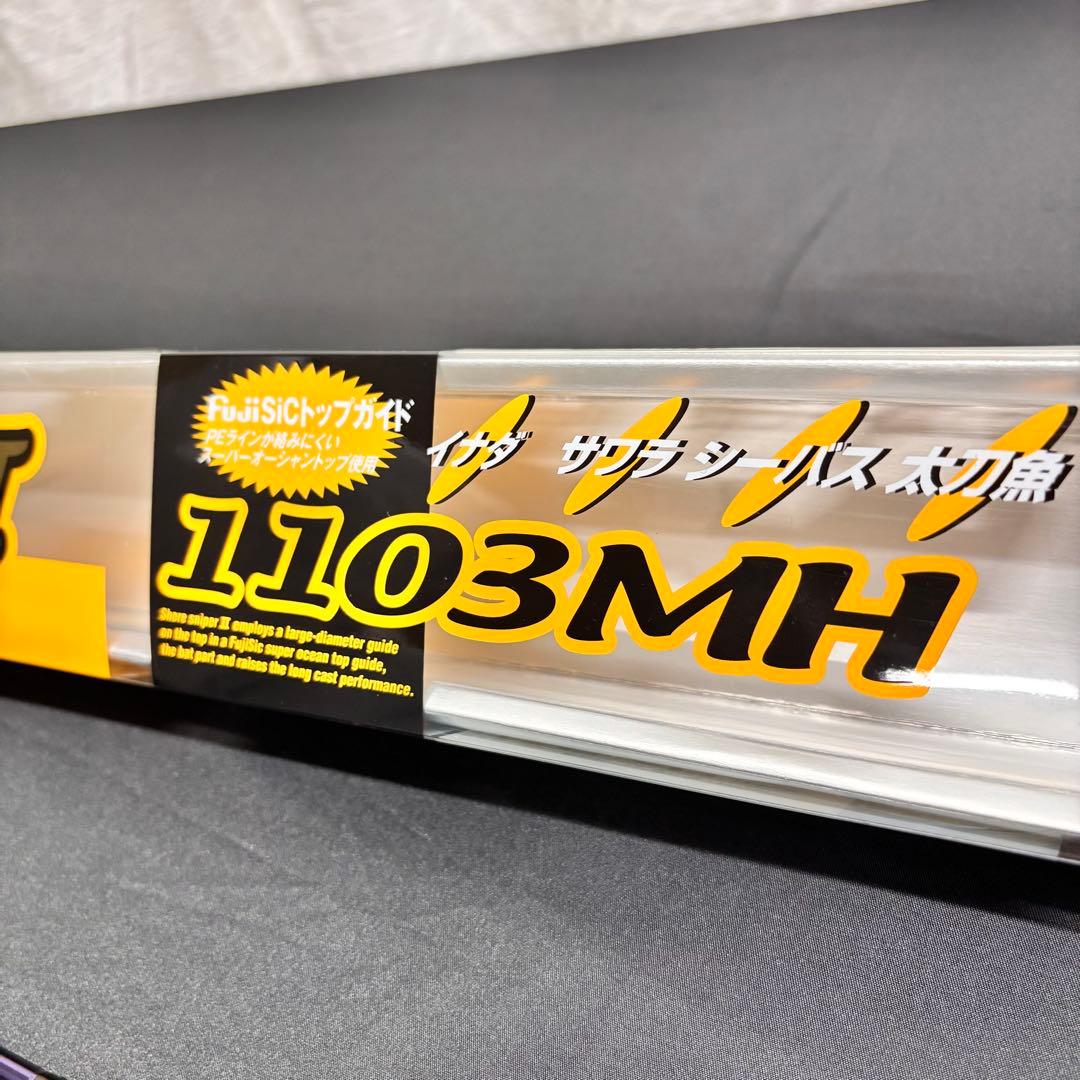 II
FujiSiCトップガイド
PEラインが絡みにくい
スーパーオーシャントップ使用
イナダ サワラ シーバス 太刀魚
1103MH
Shore sniper II employs a large-diameter guide
on the top in a FujiSic super ocean top guide,
the bat part and raises the long cast performance.